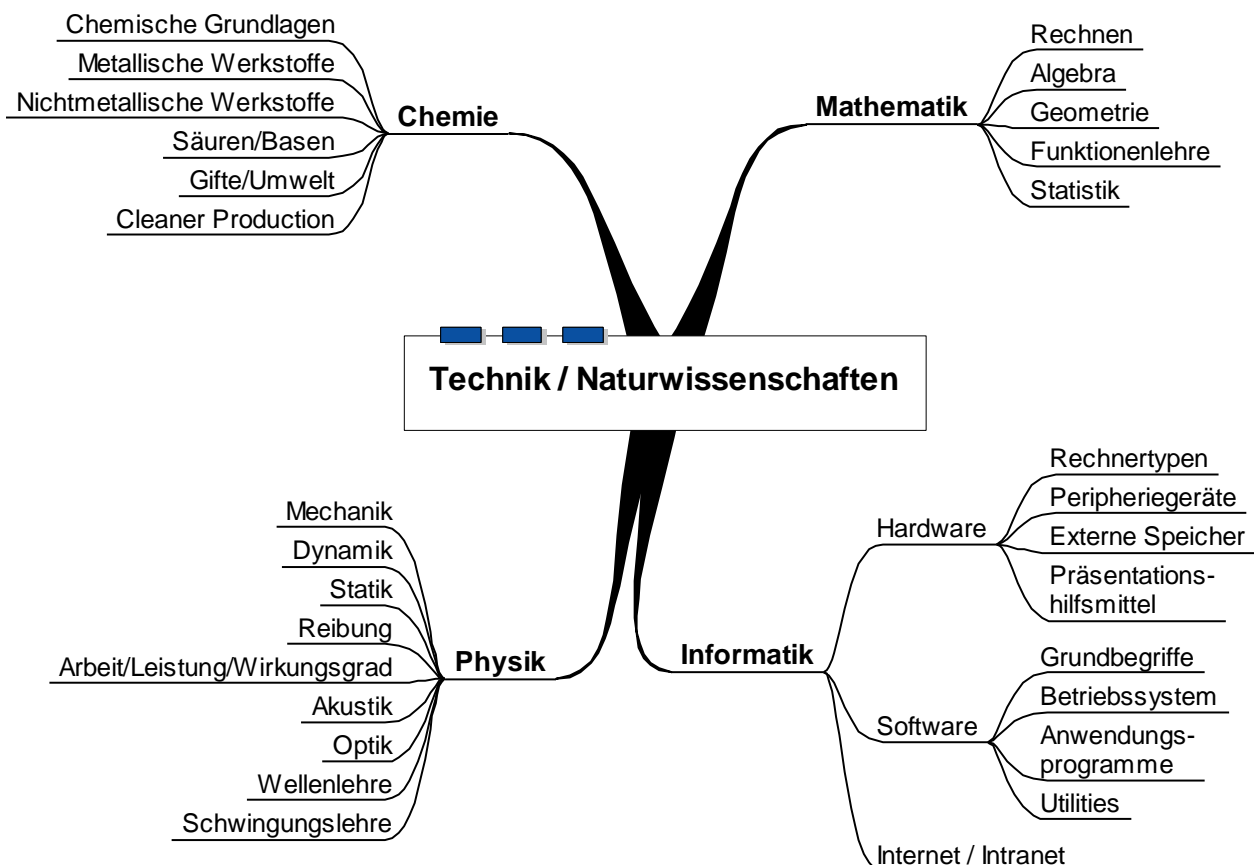 Technik / Naturwissenschaften
Chemie
Chemische Grundlagen
Metallische Werkstoffe
Nichtmetallische Werkstoffe
Säuren/Basen
Gifte/Umwelt
Cleaner Production
Mathematik
Rechnen
Algebra
Geometrie
Funktionenlehre
Statistik
Physik
Mechanik
Dynamik
Statik
Reibung
Arbeit/Leistung/Wirkungsgrad
Akustik
Optik
Wellenlehre
Schwingungslehre
Informatik
Hardware
Rechnertypen
Peripheriegeräte
Externe Speicher
Präsentations-
hilfsmittel
Software
Grundbegriffe
Betriebssystem
Anwendungs-
programme
Utilities
Internet / Intranet